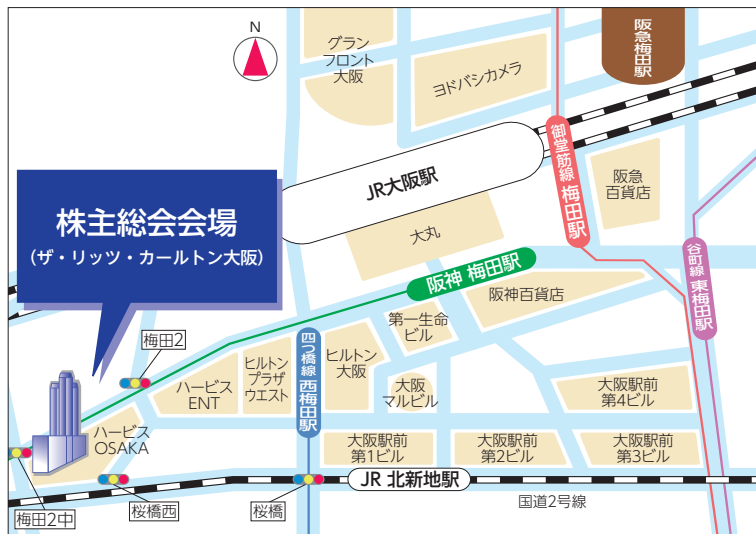 N
グラン
フロント
大阪
ヨドバシカメラ
阪急梅田駅
御堂筋線 梅田駅
阪急
百貨店
JR大阪駅
大丸
株主総会会場
(ザ・リッツ・カールトン大阪)
谷町線 東梅田駅
阪神 梅田駅
阪神百貨店
第一生命
ビル
梅田2
四つ橋線 西梅田駅
ヒルトン
プラザ
ウエスト
ヒルトン
大阪
ハービス
ENT
大阪
マルビル
大阪駅前
第4ビル
ハービス
OSAKA
大阪駅前
第1ビル
大阪駅前
第2ビル
大阪駅前
第3ビル
JR 北新地駅
梅田2中
桜橋西
桜橋
国道2号線